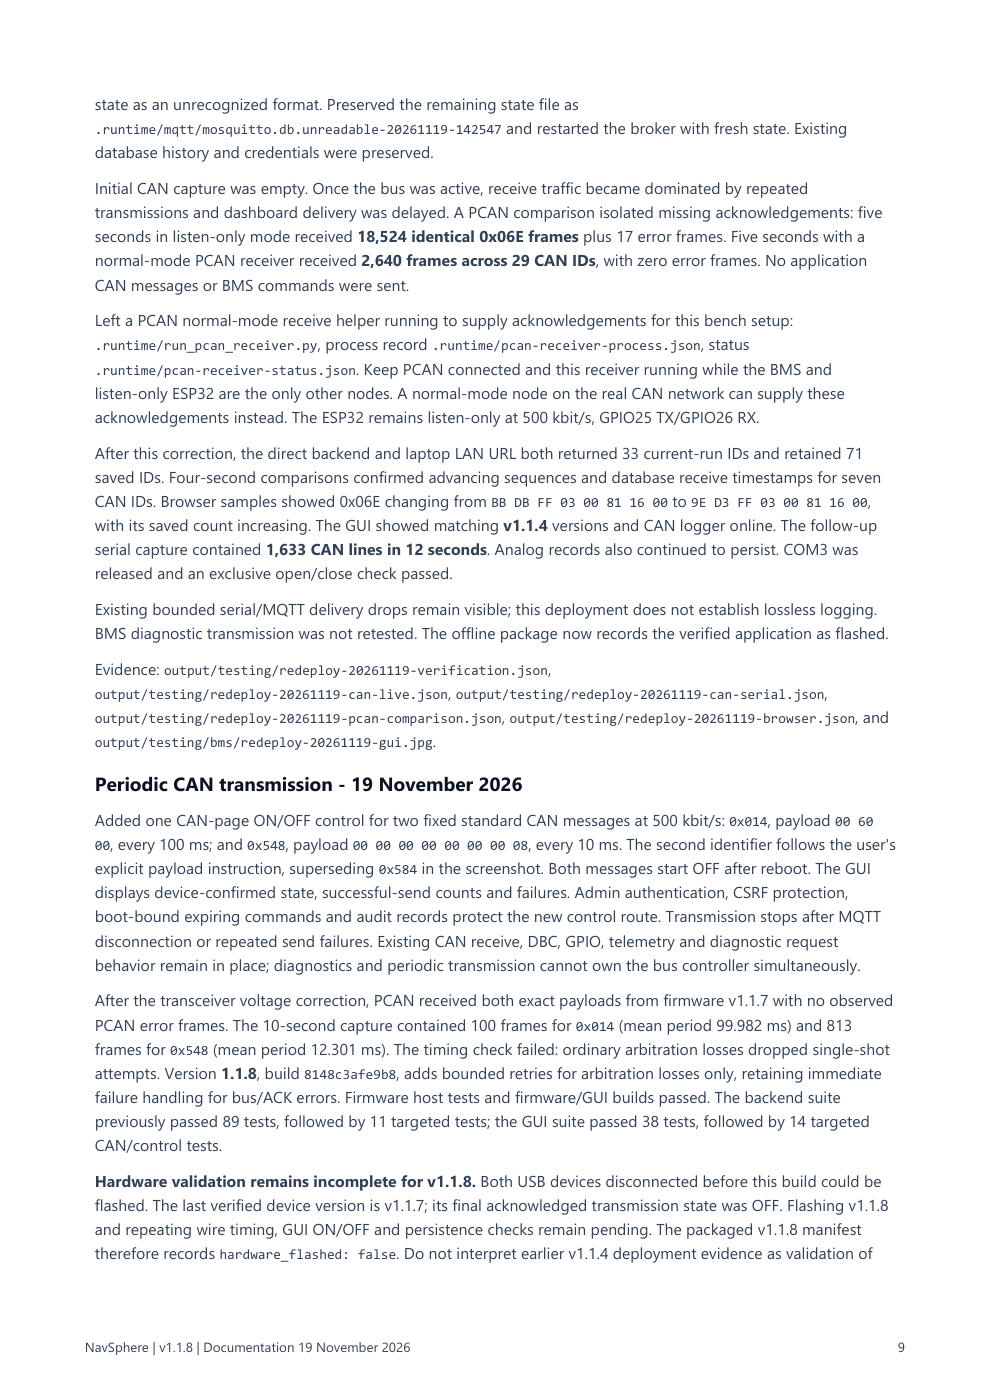 state as an unrecognized format. Preserved the remaining state file as
.runtime/mqtt/mosquitto.db.unreadable-20261119-142547 and restarted the broker with fresh state. Existing
database history and credentials were preserved.
Initial CAN capture was empty. Once the bus was active, receive traffic became dominated by repeated
transmissions and dashboard delivery was delayed. A PCAN comparison isolated missing acknowledgements: five
seconds in listen-only mode received 18,524 identical 0x06E frames plus 17 error frames. Five seconds with a
normal-mode PCAN receiver received 2,640 frames across 29 CAN IDs, with zero error frames. No application
CAN messages or BMS commands were sent.
Left a PCAN normal-mode receive helper running to supply acknowledgements for this bench setup:
.runtime/run_pcan_receiver.py, process record .runtime/pcan-receiver-process.json, status
.runtime/pcan-receiver-status.json. Keep PCAN connected and this receiver running while the BMS and
listen-only ESP32 are the only other nodes. A normal-mode node on the real CAN network can supply these
acknowledgements instead. The ESP32 remains listen-only at 500 kbit/s, GPIO25 TX/GPIO26 RX.
After this correction, the direct backend and laptop LAN URL both returned 33 current-run IDs and retained 71
saved IDs. Four-second comparisons confirmed advancing sequences and database receive timestamps for seven
CAN IDs. Browser samples showed 0x06E changing from BB DB FF 03 00 81 16 00 to 9E D3 FF 03 00 81 16 00,
with its saved count increasing. The GUI showed matching v1.1.4 versions and CAN logger online. The follow-up
serial capture contained 1,633 CAN lines in 12 seconds. Analog records also continued to persist. COM3 was
released and an exclusive open/close check passed.
Existing bounded serial/MQTT delivery drops remain visible; this deployment does not establish lossless logging.
BMS diagnostic transmission was not retested. The offline package now records the verified application as flashed.
Evidence: output/testing/redeploy-20261119-verification.json,
output/testing/redeploy-20261119-can-live.json, output/testing/redeploy-20261119-can-serial.json,
output/testing/redeploy-20261119-pcan-comparison.json, output/testing/redeploy-20261119-browser.json, and
output/testing/bms/redeploy-20261119-gui.jpg.
Periodic CAN transmission - 19 November 2026
Added one CAN-page ON/OFF control for two fixed standard CAN messages at 500 kbit/s: 0x014, payload 00 60
00, every 100 ms; and 0x548, payload 00 00 00 00 00 00 00 08, every 10 ms. The second identifier follows the user's
explicit payload instruction, superseding 0x584 in the screenshot. Both messages start OFF after reboot. The GUI
displays device-confirmed state, successful-send counts and failures. Admin authentication, CSRF protection,
boot-bound expiring commands and audit records protect the new control route. Transmission stops after MQTT
disconnection or repeated send failures. Existing CAN receive, DBC, GPIO, telemetry and diagnostic request
behavior remain in place; diagnostics and periodic transmission cannot own the bus controller simultaneously.
After the transceiver voltage correction, PCAN received both exact payloads from firmware v1.1.7 with no observed
PCAN error frames. The 10-second capture contained 100 frames for 0x014 (mean period 99.982 ms) and 813
frames for 0x548 (mean period 12.301 ms). The timing check failed: ordinary arbitration losses dropped single-shot
attempts. Version 1.1.8, build 8148c3afe9b8, adds bounded retries for arbitration losses only, retaining immediate
failure handling for bus/ACK errors. Firmware host tests and firmware/GUI builds passed. The backend suite
previously passed 89 tests, followed by 11 targeted tests; the GUI suite passed 38 tests, followed by 14 targeted
CAN/control tests.
Hardware validation remains incomplete for v1.1.8. Both USB devices disconnected before this build could be
flashed. The last verified device version is v1.1.7; its final acknowledged transmission state was OFF. Flashing v1.1.8
and repeating wire timing, GUI ON/OFF and persistence checks remain pending. The packaged v1.1.8 manifest
therefore records hardware_flashed: false. Do not interpret earlier v1.1.4 deployment evidence as validation of
NavSphere | v1.1.8 | Documentation 19 November 2026
9